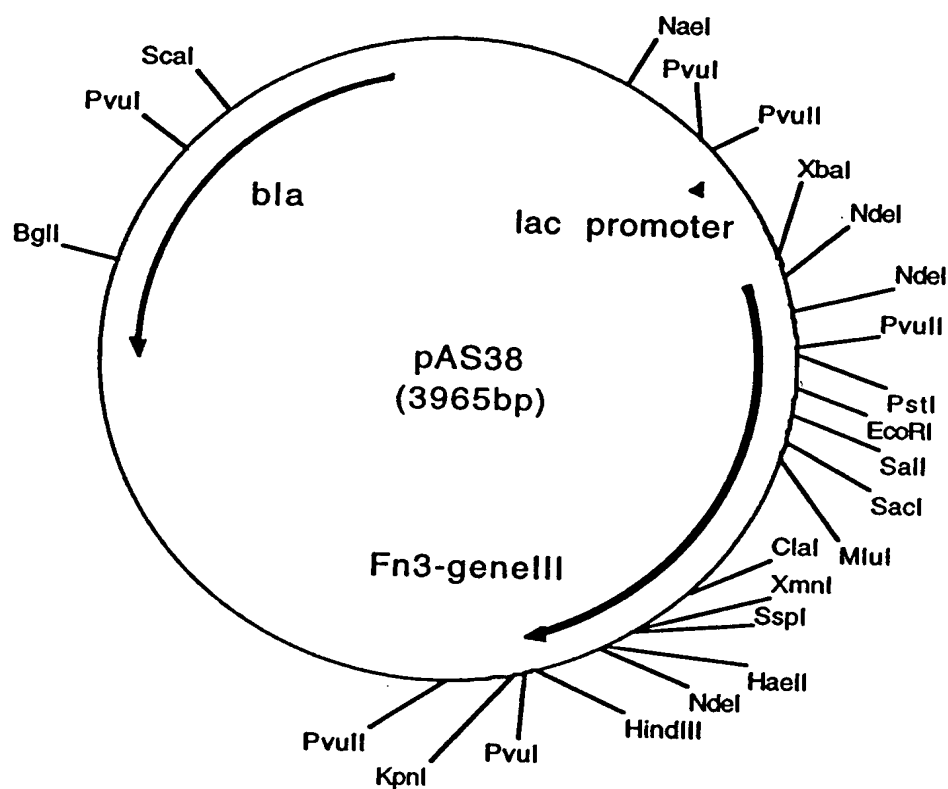 NaeI
ScaI
PvuI
PvuI
PvuII
XbaI
bla
NdeI
lac promoter
BglI
NdeI
PvuII
pAS38
(3965bp)
PstI
EcoRI
SalI
SacI
ClaI
MluI
Fn3-geneIII
XmnI
SspI
HaeII
NdeI
HindIII
PvuII
PvuI
KpnI